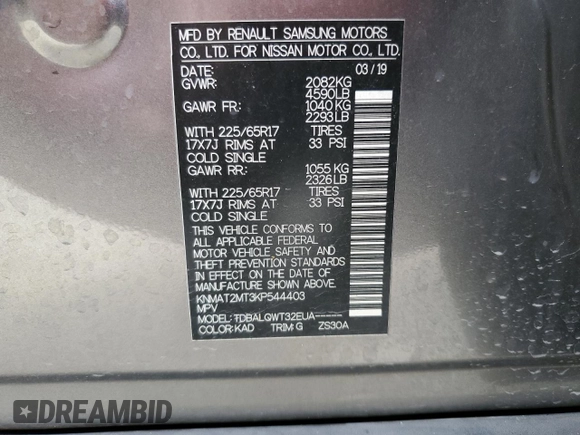 MFD BY RENAULT SAMSUNG MOTORS
CO., LTD. FOR NISSAN MOTOR CO., LTD.
DATE: 03/19
GVWR: 2082KG
4590LB
GAWR FR: 1040KG
2293LB
WITH 225/65R17 TIRES
17X7J RIMS AT 33 PSI
COLD SINGLE
GAWR RR: 1055KG
2326LB
WITH 225/65R17 TIRES
17X7J RIMS AT 33 PSI
COLD SINGLE
THIS VEHICLE CONFORMS TO
ALL APPLICABLE FEDERAL
MOTOR VEHICLE SAFETY AND
THEFT PREVENTION STANDARDS
IN EFFECT ON THE DATE OF
MANUFACTURE SHOWN ABOVE.
KNMAT2MT3KP544403
MPV
MODEL: TDBALQWT32EUA-----
COLOR: KAD TRIM: G ZS30A
DREAMBID